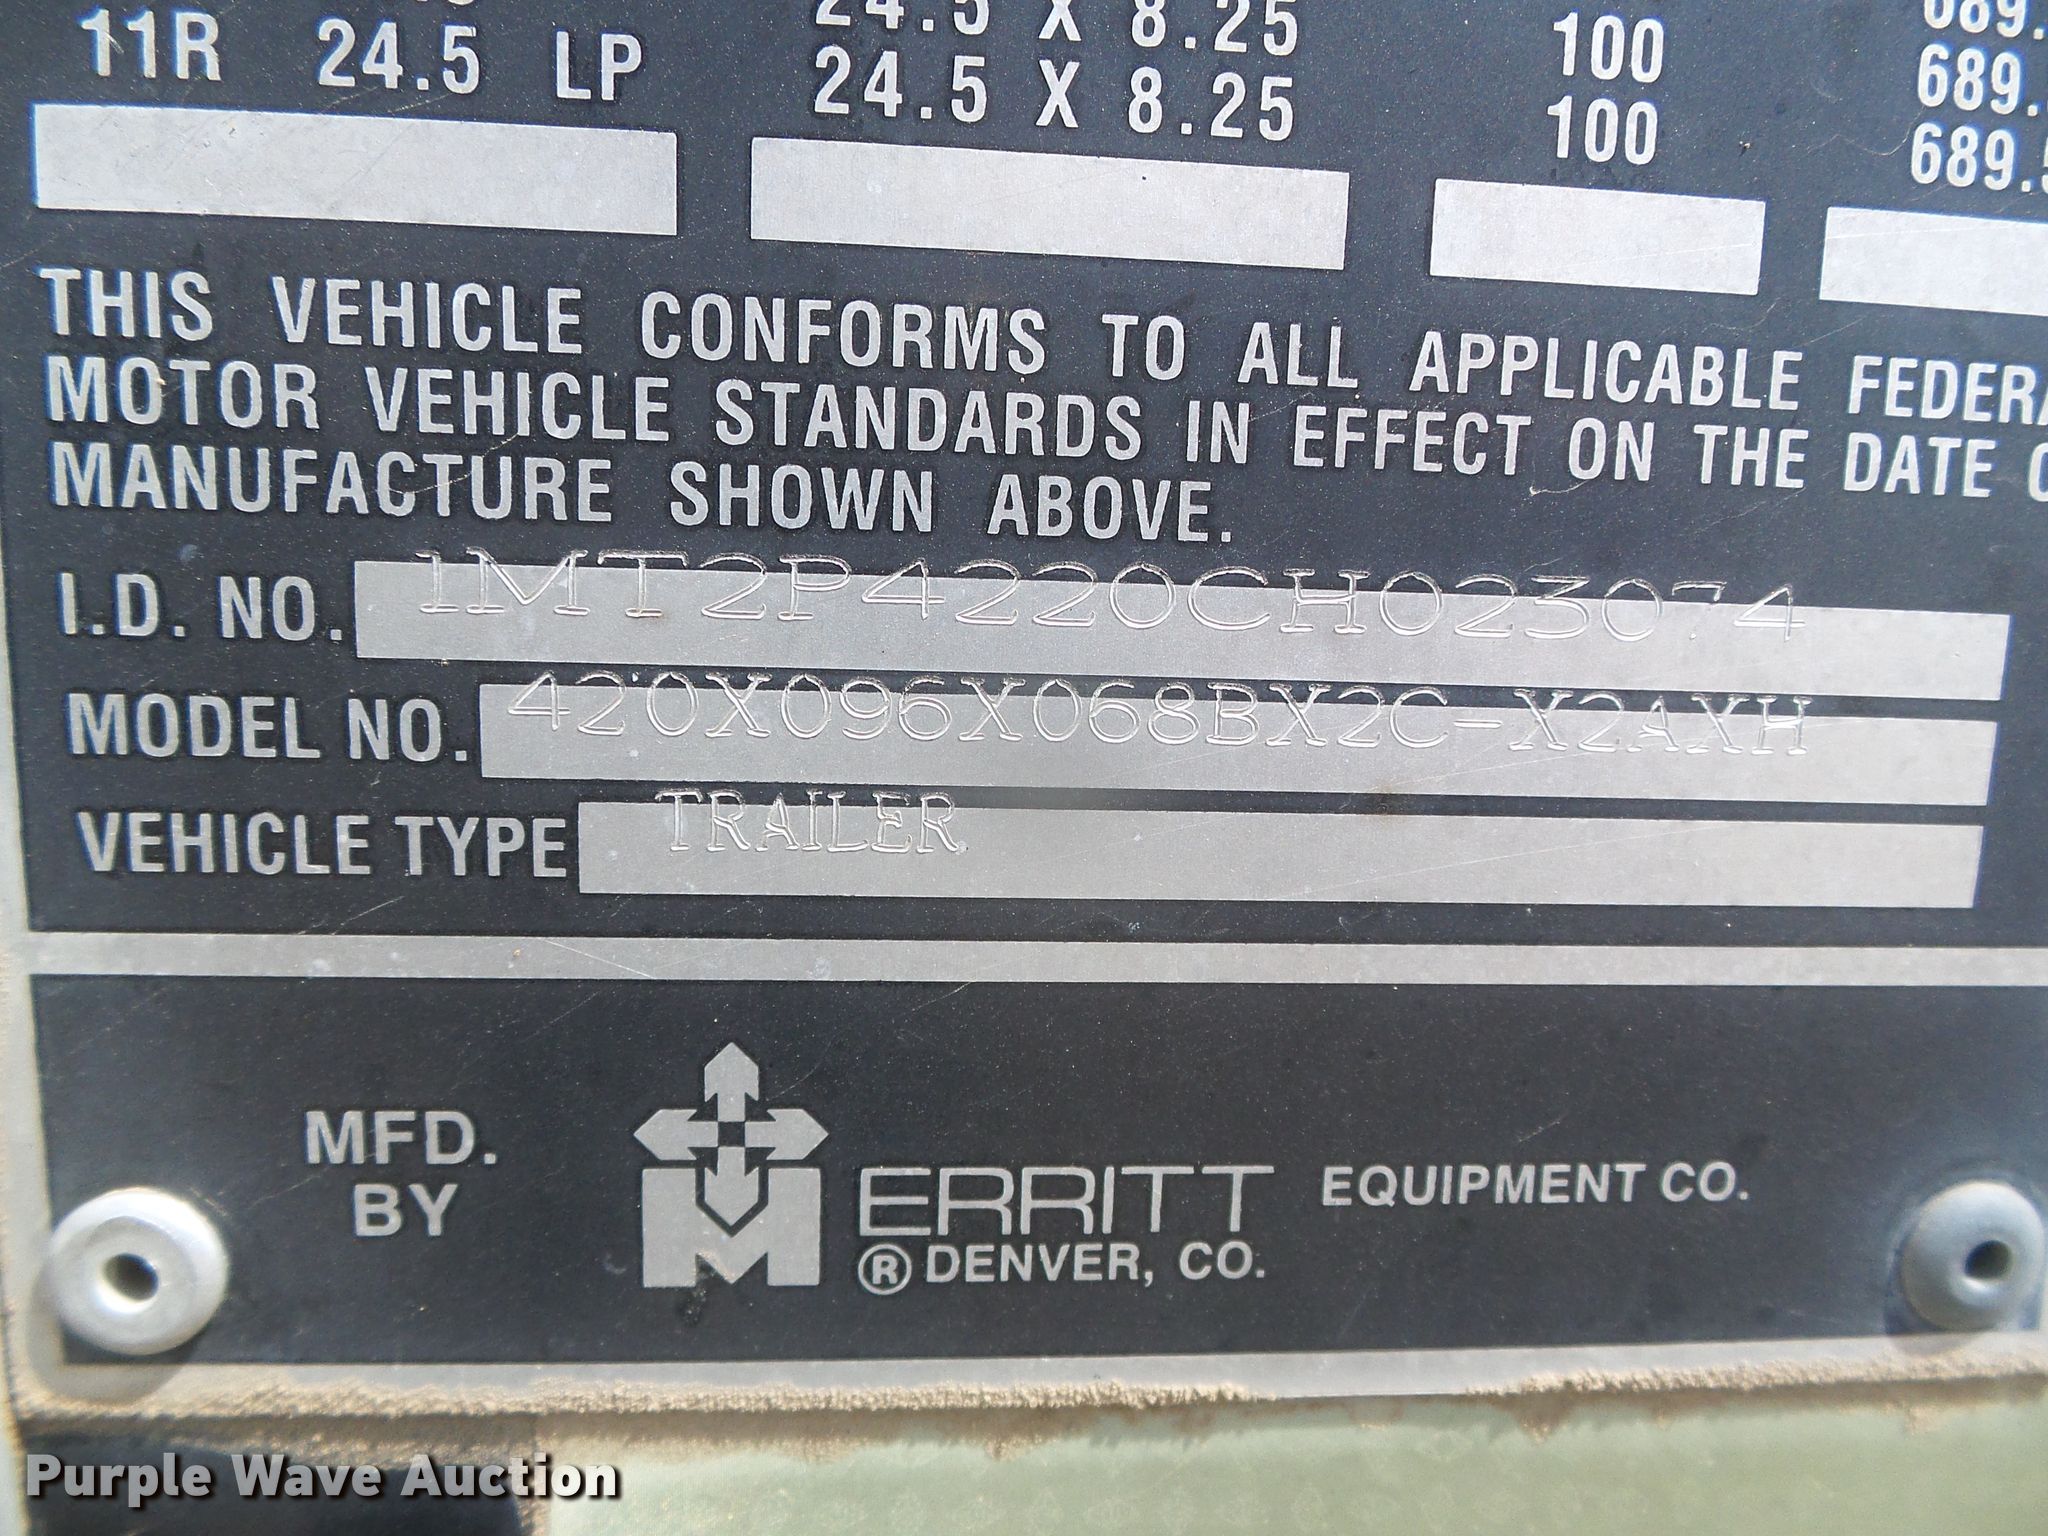 24.5 X 8.25 100 689.
11R 24.5 LP 24.5 X 8.25 100 689.5
THIS VEHICLE CONFORMS TO ALL APPLICABLE FEDERA
MOTOR VEHICLE STANDARDS IN EFFECT ON THE DATE O
MANUFACTURE SHOWN ABOVE.
I.D. NO. 1MT2P4220CH023074
MODEL NO. 420X096X068BX2C-X2AXH
VEHICLE TYPE TRAILER
MFD. BY
MERRITT EQUIPMENT CO.
® DENVER, CO.
Purple Wave Auction